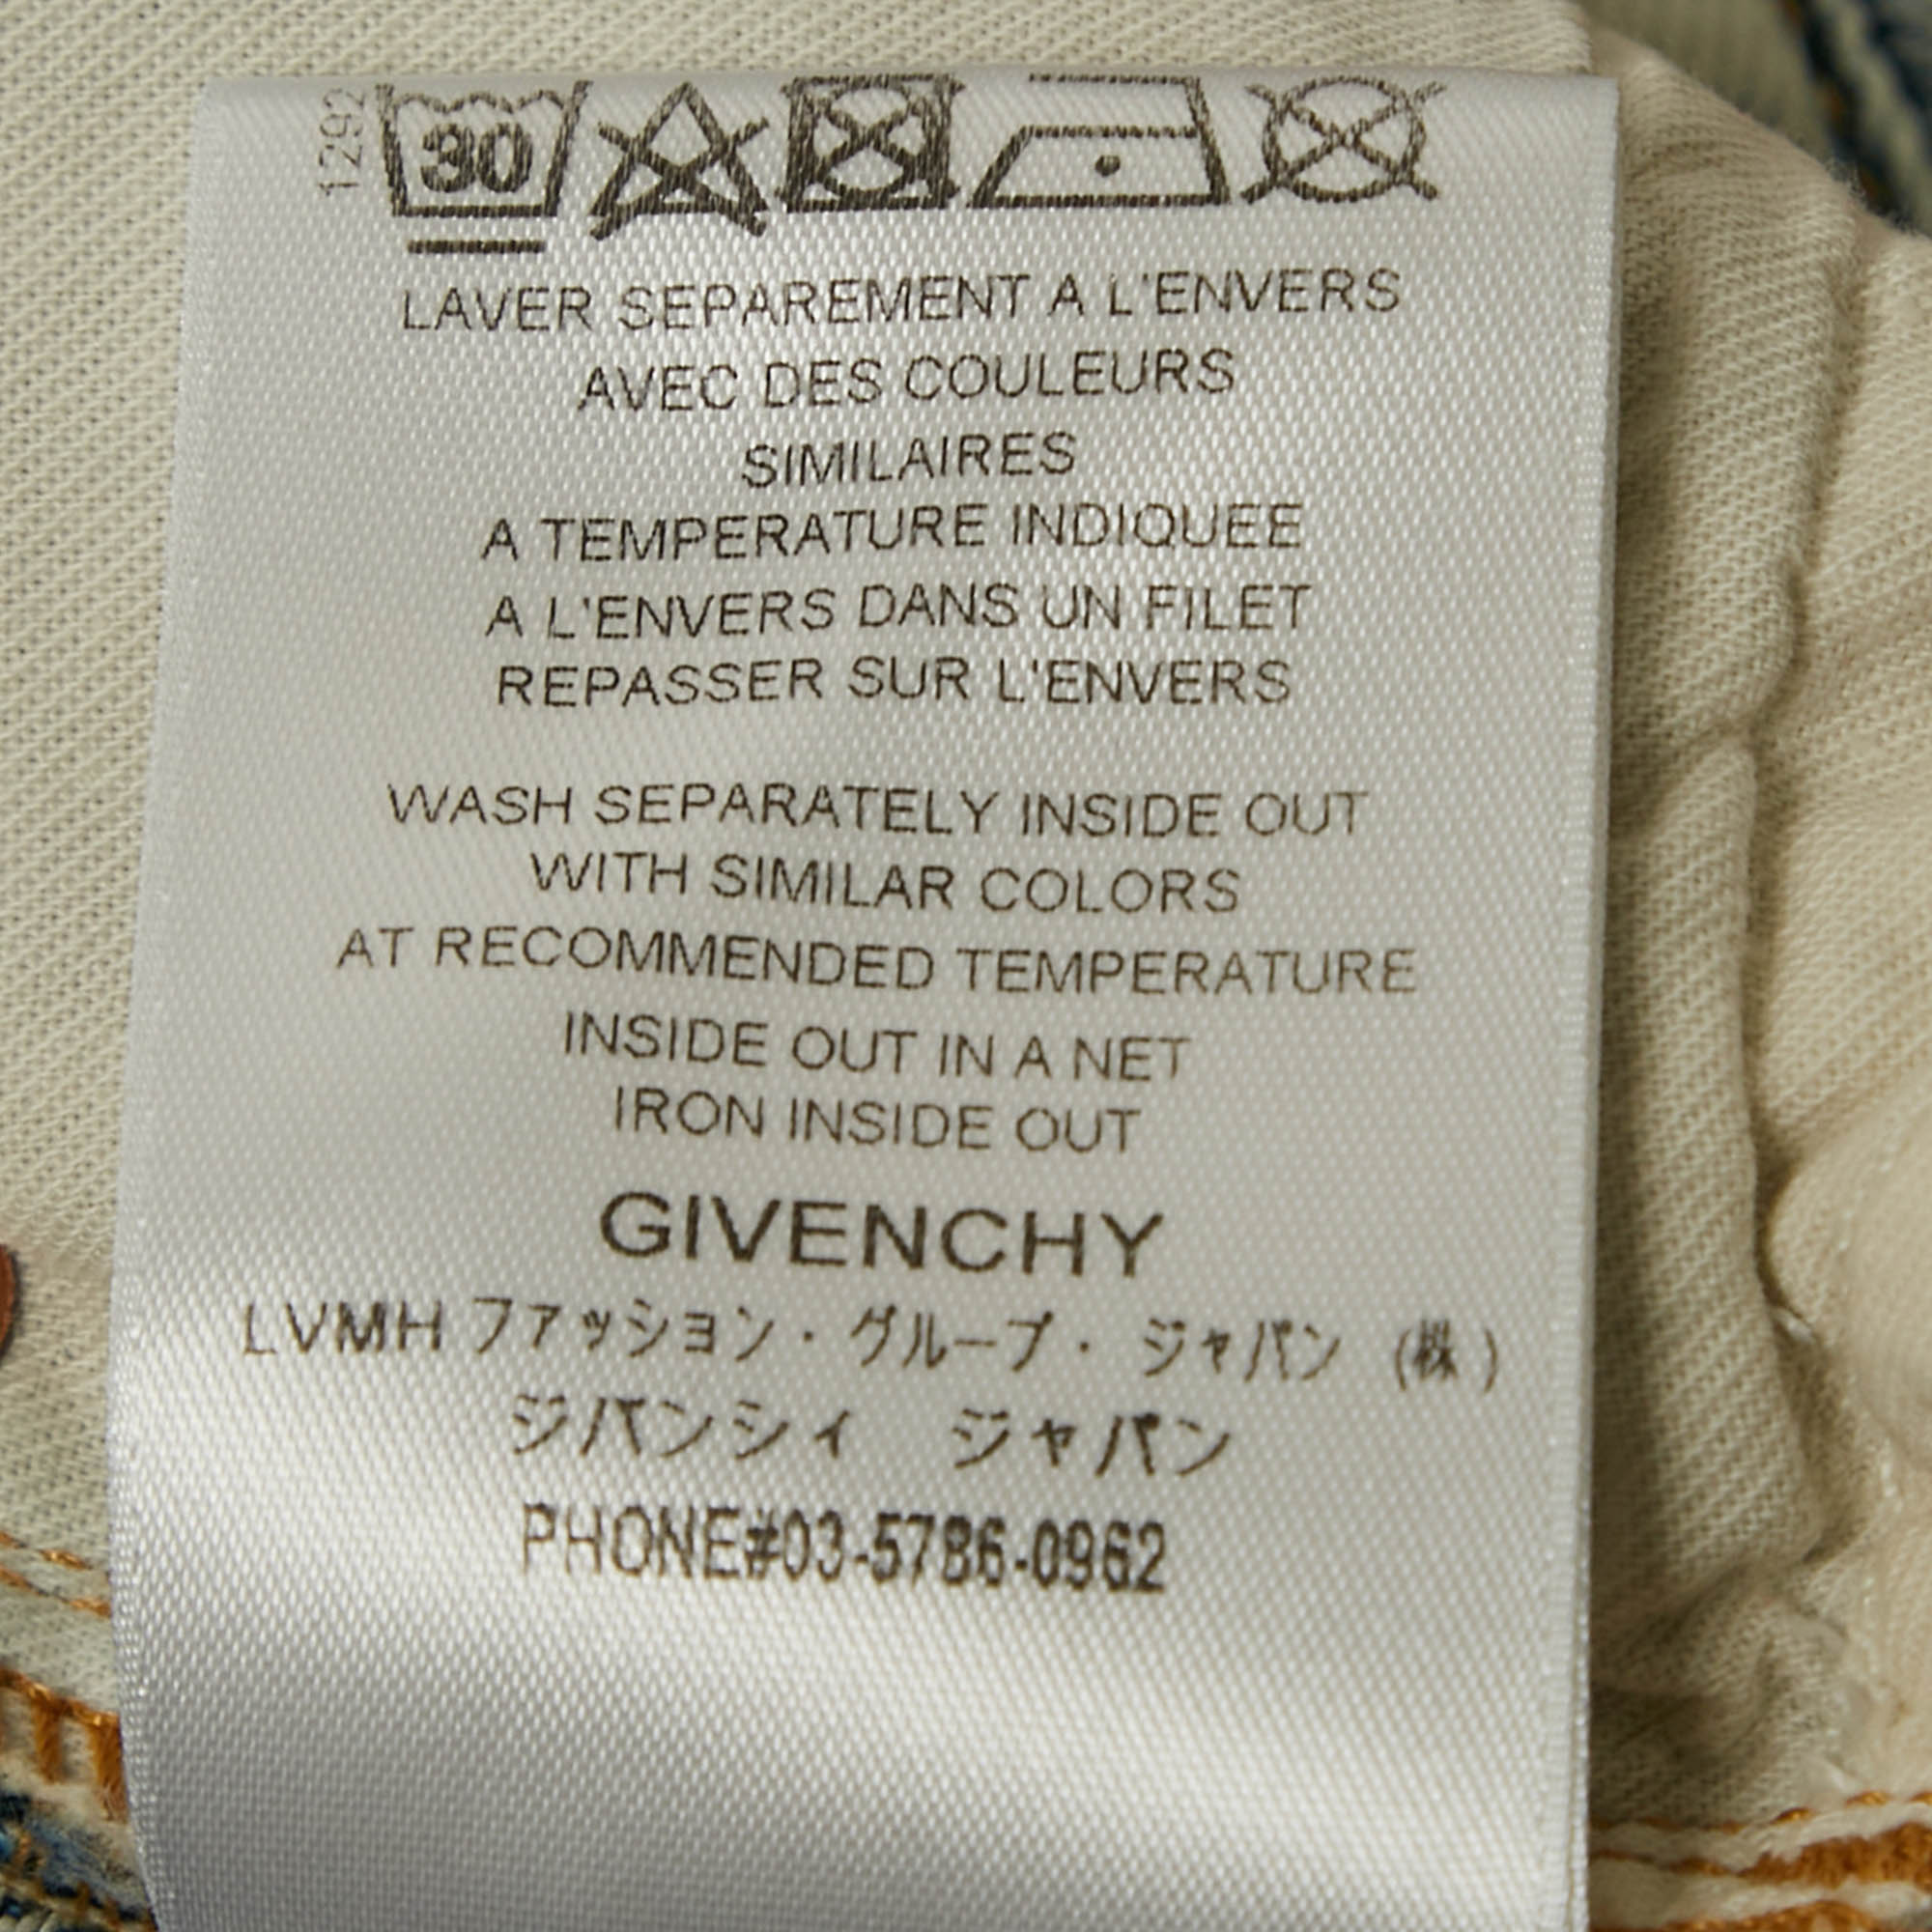 1292
30
LAVER SEPAREMENT A L'ENVERS
AVEC DES COULEURS
SIMILAIRES
A TEMPERATURE INDIQUEE
A L'ENVERS DANS UN FILET
REPASSER SUR L'ENVERS
WASH SEPARATELY INSIDE OUT
WITH SIMILAR COLORS
AT RECOMMENDED TEMPERATURE
INSIDE OUT IN A NET
IRON INSIDE OUT
GIVENCHY
LVMH ファッション・グループ・ ジャパン (株)
ジバンシィ ジャパン
PHONE#03-5786-0962